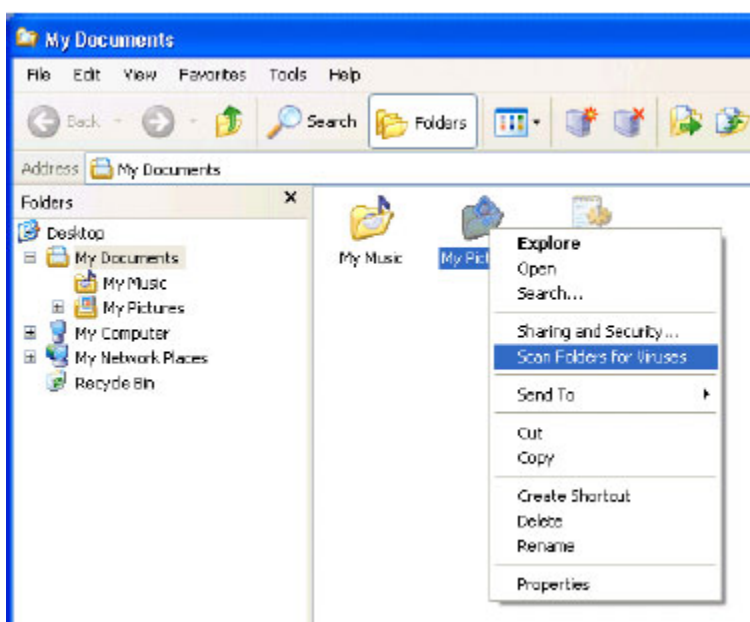 My Documents
File Edit View Favorites Tools Help
Back Search Folders
Address My Documents
Folders
Desktop
My Documents
My Music
My Pictures
My Computer
My Network Places
Recycle Bin
My Music My Pict
Explore
Open
Search...
Sharing and Security...
Scan Folders for Viruses
Send To
Cut
Copy
Create Shortcut
Delete
Rename
Properties